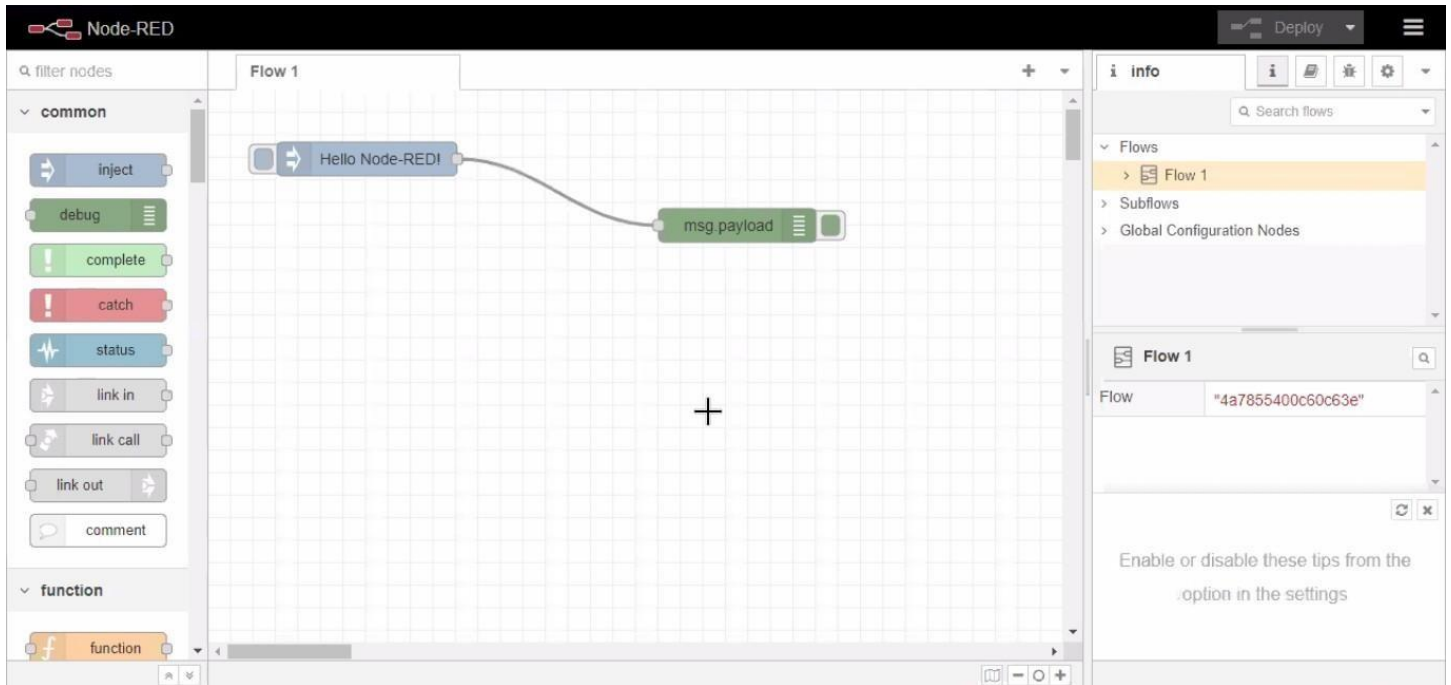 Node-RED
Deploy
filter nodes
Flow 1
i info
i
Search flows
common
inject
debug
complete
catch
status
link in
link call
link out
comment
function
f function
Hello Node-RED!
msg.payload
Flows
Flow 1
Subflows
Global Configuration Nodes
Flow 1
Flow "4a7855400c60c63e"
Enable or disable these tips from the
.option in the settings